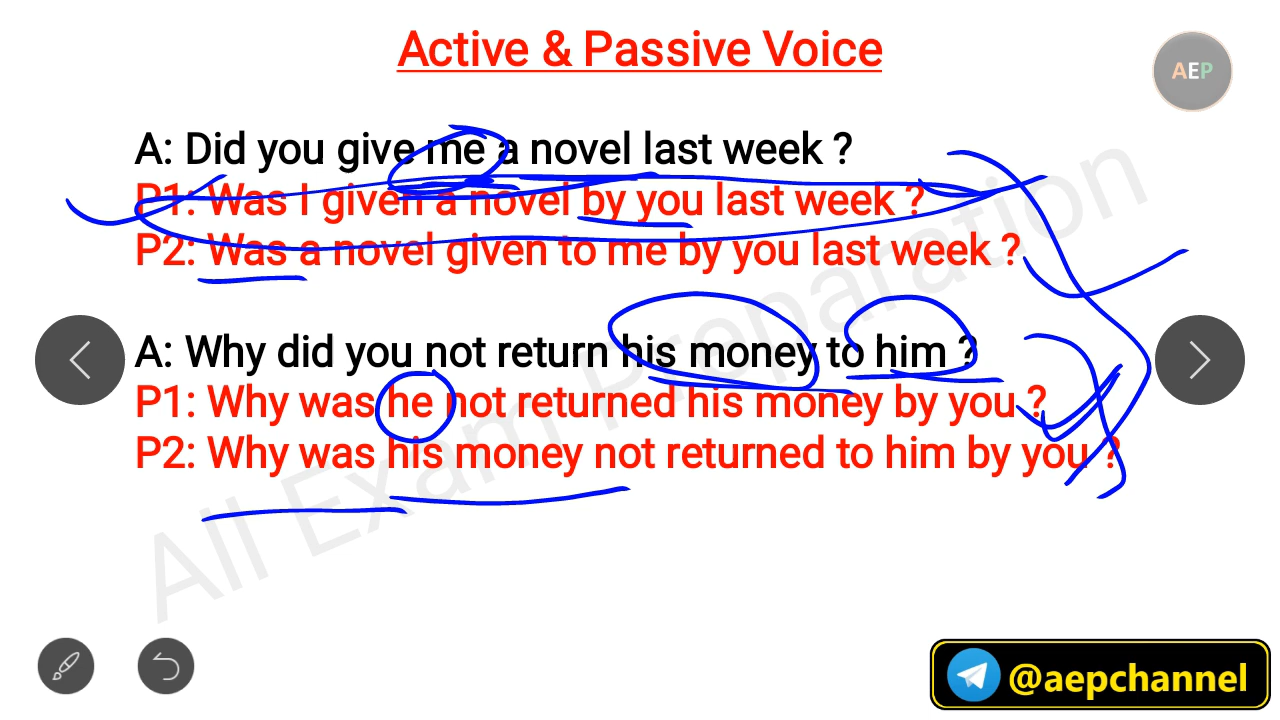 Active & Passive Voice
AEP
A: Did you give me a novel last week ?
P1: Was I given a novel by you last week ?
P2: Was a novel given to me by you last week ?
A: Why did you not return his money to him ?
P1: Why was he not returned his money by you ?
P2: Why was his money not returned to him by you ?
All Exam Preparation
@aepchannel